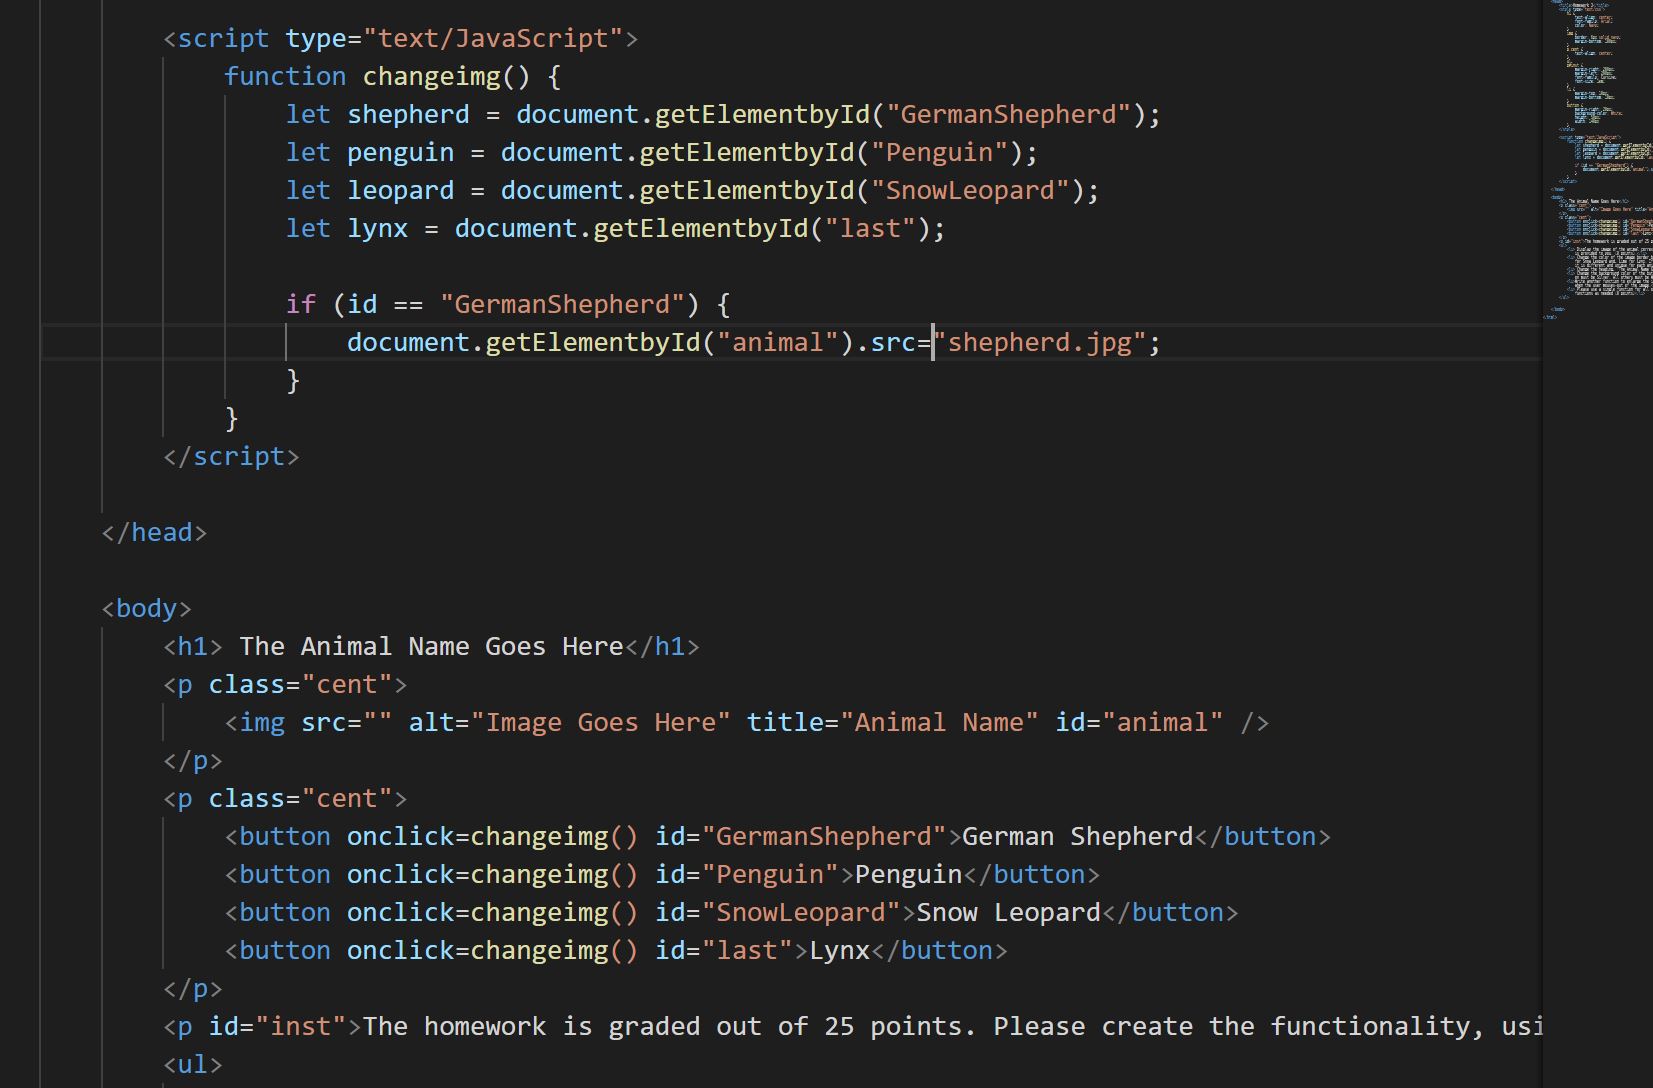 <script type="text/JavaScript">
function changeimg() {
let shepherd = document.getElementbyId("GermanShepherd");
let penguin = document.getElementbyId("Penguin");
let leopard = document.getElementbyId("SnowLeopard");
let lynx = document.getElementbyId("last");
if (id == "GermanShepherd") {
document.getElementbyId("animal").src="shepherd.jpg";
}
}
</script>
</head>
<body>
<h1> The Animal Name Goes Here</h1>
<p class="cent">
<img src="" alt="Image Goes Here" title="Animal Name" id="animal" />
</p>
<p class="cent">
<button onclick=changeimg() id="GermanShepherd">German Shepherd</button>
<button onclick=changeimg() id="Penguin">Penguin</button>
<button onclick=changeimg() id="SnowLeopard">Snow Leopard</button>
<button onclick=changeimg() id="last">Lynx</button>
</p>
<p id="inst">The homework is graded out of 25 points. Please create the functionality, usi
<ul>